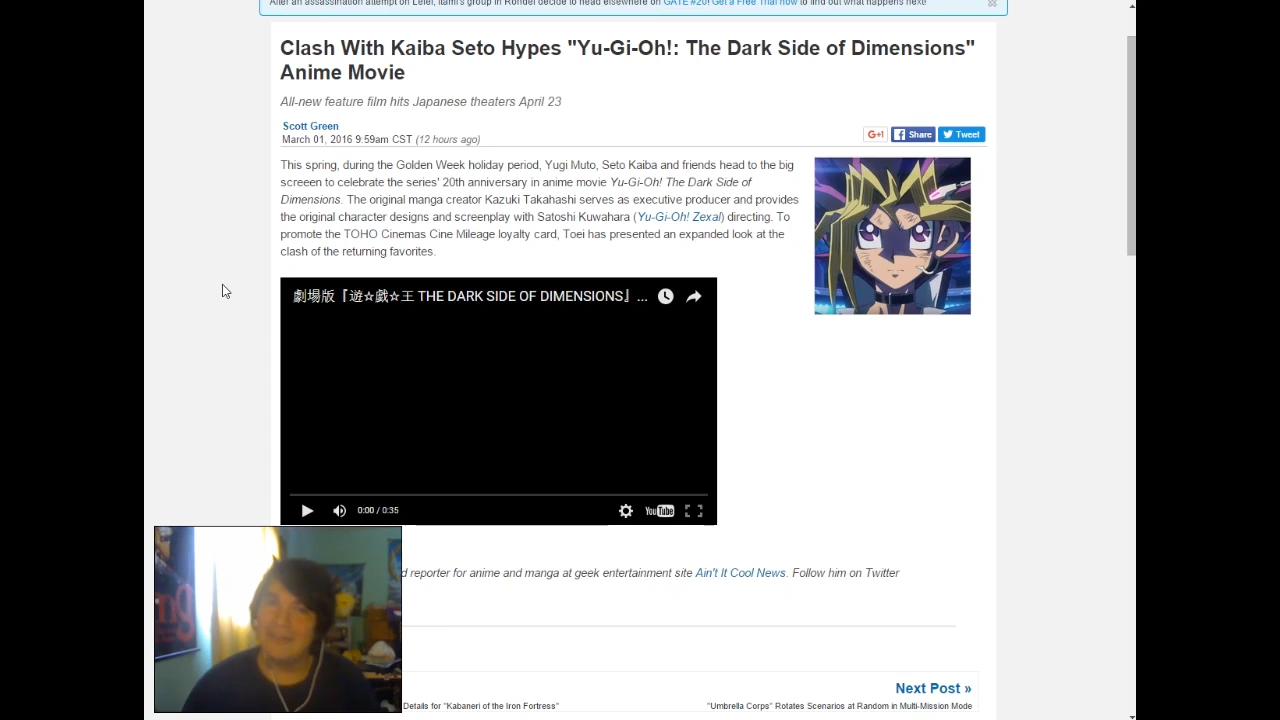 After an assassination attempt on Lelei, Itami's group in Rondel decide to head elsewhere on GATE #20! Get a Free Trial now to find out what happens next!
Clash With Kaiba Seto Hypes "Yu-Gi-Oh!: The Dark Side of Dimensions"
Anime Movie
All-new feature film hits Japanese theaters April 23
Scott Green
March 01, 2016 9:59am CST (12 hours ago)
G+1 Share Tweet
This spring, during the Golden Week holiday period, Yugi Muto, Seto Kaiba and friends head to the big
screeen to celebrate the series' 20th anniversary in anime movie Yu-Gi-Oh! The Dark Side of
Dimensions. The original manga creator Kazuki Takahashi serves as executive producer and provides
the original character designs and screenplay with Satoshi Kuwahara (Yu-Gi-Oh! Zexal) directing. To
promote the TOHO Cinemas Cine Mileage loyalty card, Toei has presented an expanded look at the
clash of the returning favorites.
劇場版『遊☆戯☆王 THE DARK SIDE OF DIMENSIONS』...
0:00 / 0:35 YouTube
d reporter for anime and manga at geek entertainment site Ain't It Cool News. Follow him on Twitter
ng
Next Post »
Details for "Kabaneri of the Iron Fortress" "Umbrella Corps" Rotates Scenarios at Random in Multi-Mission Mode